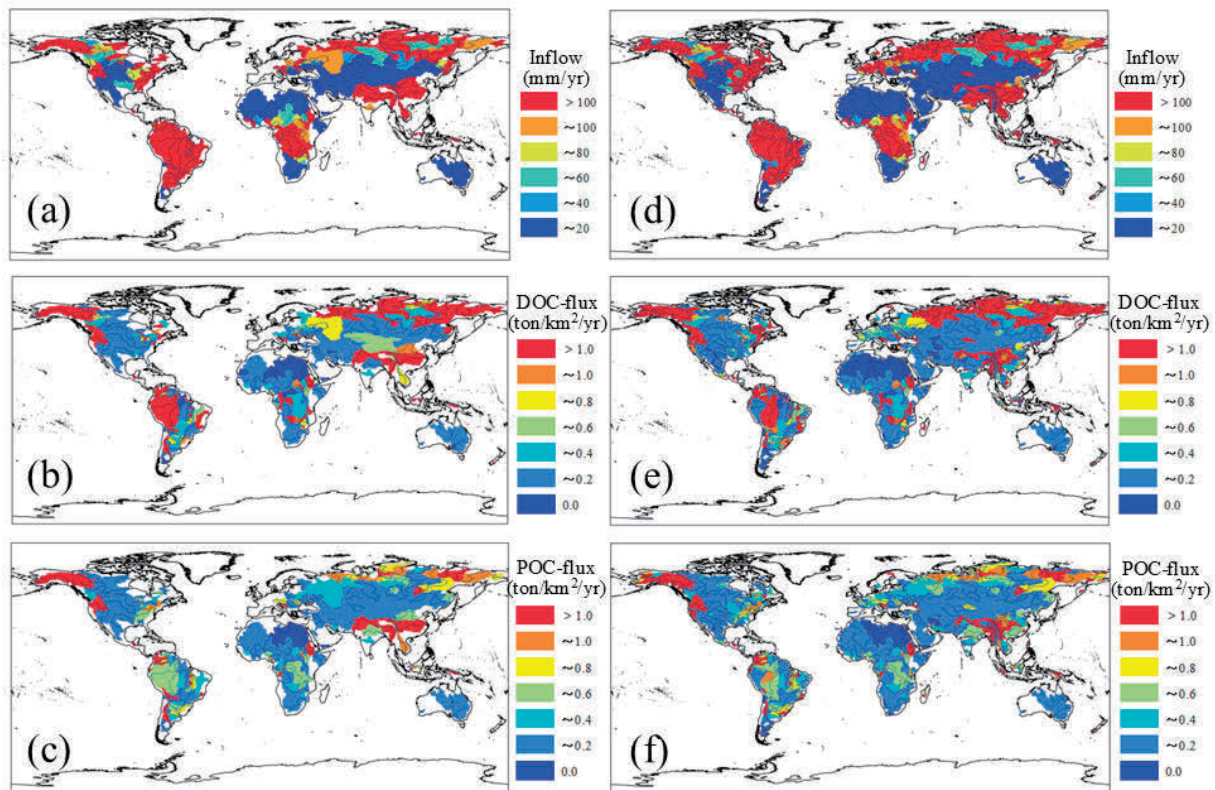 Inflow
(mm/yr)
> 100
~100
~80
~60
~40
~20
(a)
Inflow
(mm/yr)
> 100
~100
~80
~60
~40
~20
(d)
DOC-flux
(ton/km²/yr)
> 1.0
~1.0
~0.8
~0.6
~0.4
~0.2
0.0
(b)
DOC-flux
(ton/km²/yr)
> 1.0
~1.0
~0.8
~0.6
~0.4
~0.2
0.0
(e)
POC-flux
(ton/km²/yr)
> 1.0
~1.0
~0.8
~0.6
~0.4
~0.2
0.0
(c)
POC-flux
(ton/km²/yr)
> 1.0
~1.0
~0.8
~0.6
~0.4
~0.2
0.0
(f)